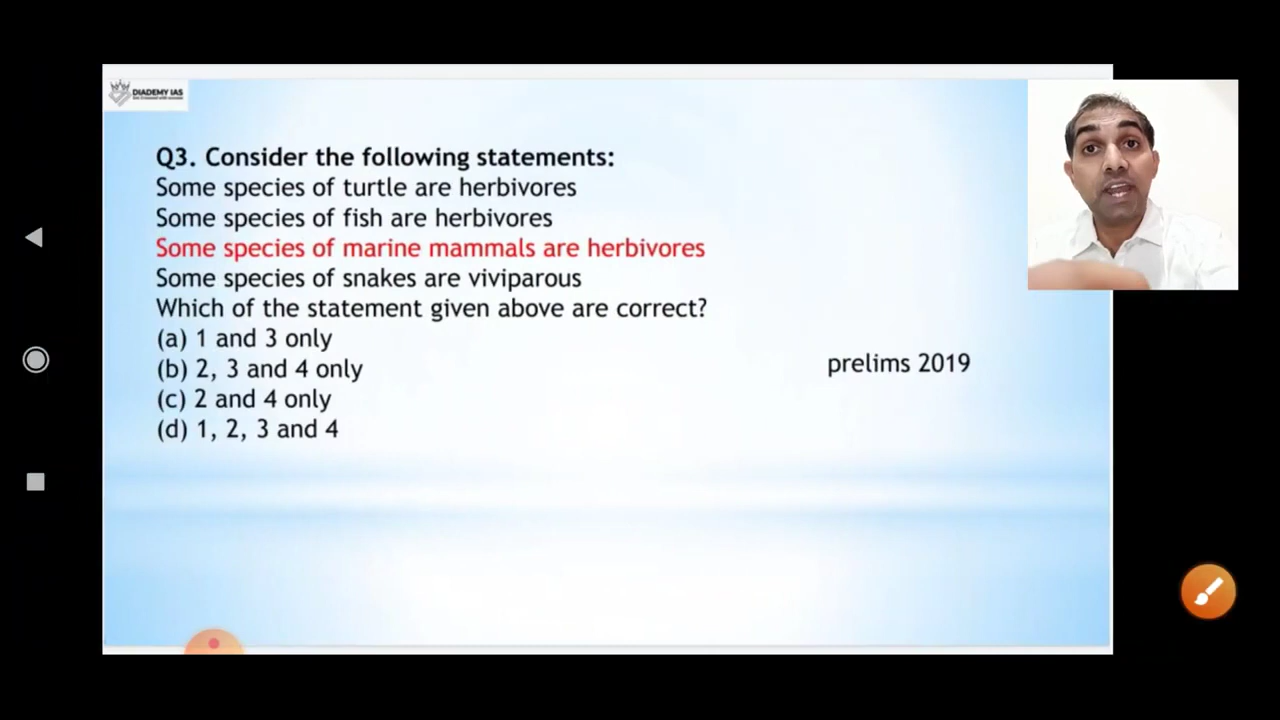 DIADEMY IAS
Q3. Consider the following statements:
Some species of turtle are herbivores
Some species of fish are herbivores
Some species of marine mammals are herbivores
Some species of snakes are viviparous
Which of the statement given above are correct?
(a) 1 and 3 only
(b) 2, 3 and 4 only
prelims 2019
(c) 2 and 4 only
(d) 1, 2, 3 and 4